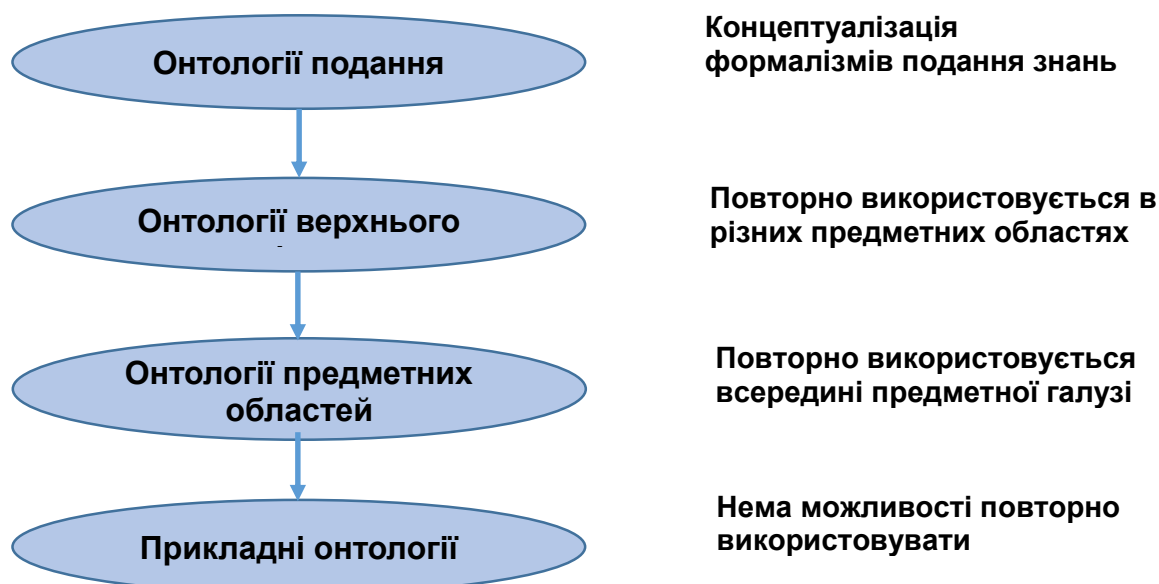 Онтології подання
Концептуалізація
формалізмів подання знань
Онтології верхнього
Повторно використовується в
різних предметних областях
Онтології предметних
областей
Повторно використовується
всередині предметної галузі
Прикладні онтології
Нема можливості повторно
використовувати